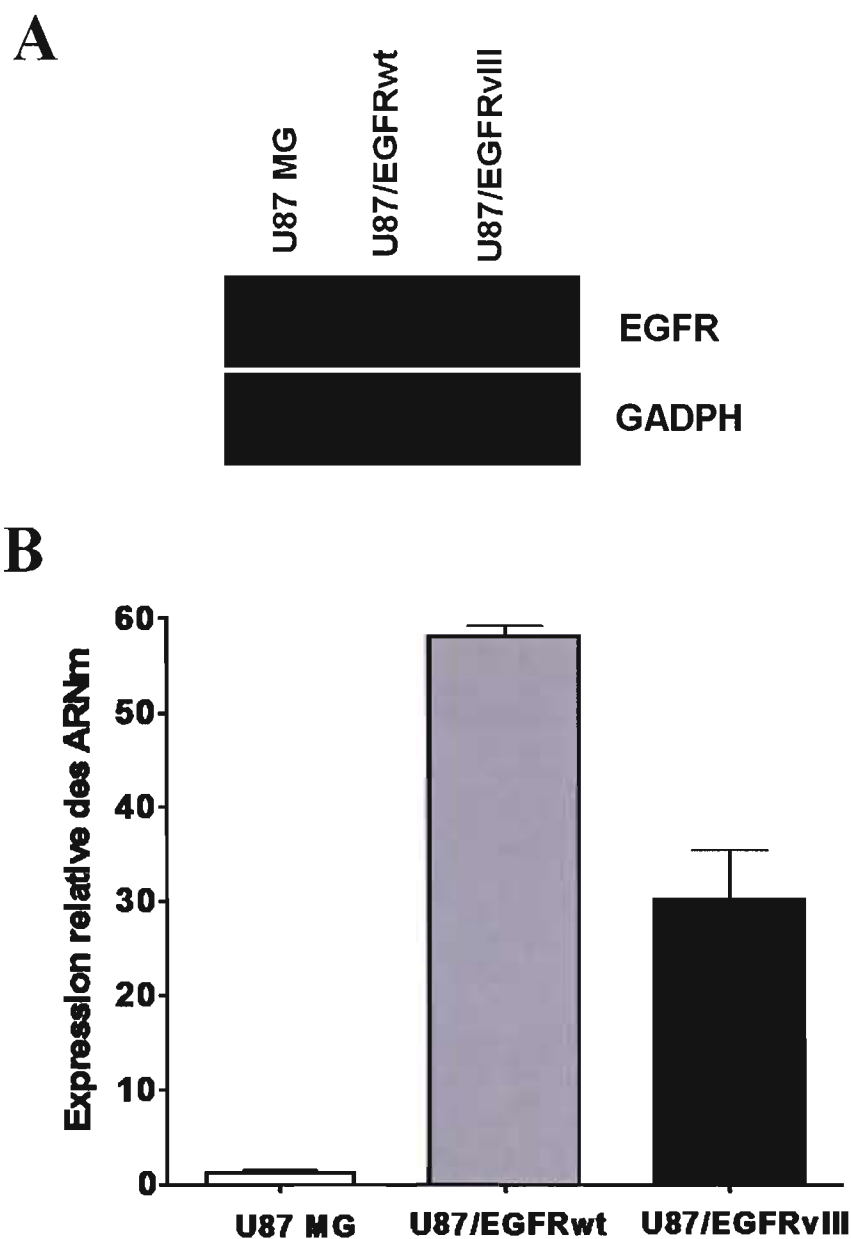 A
U87 MG
U87/EGFRwt
U87/EGFRvIII
EGFR
GADPH
B
Expression relative des ARNm
60
50
40
30
20
10
0
U87 MG
U87/EGFRwt
U87/EGFRvIII